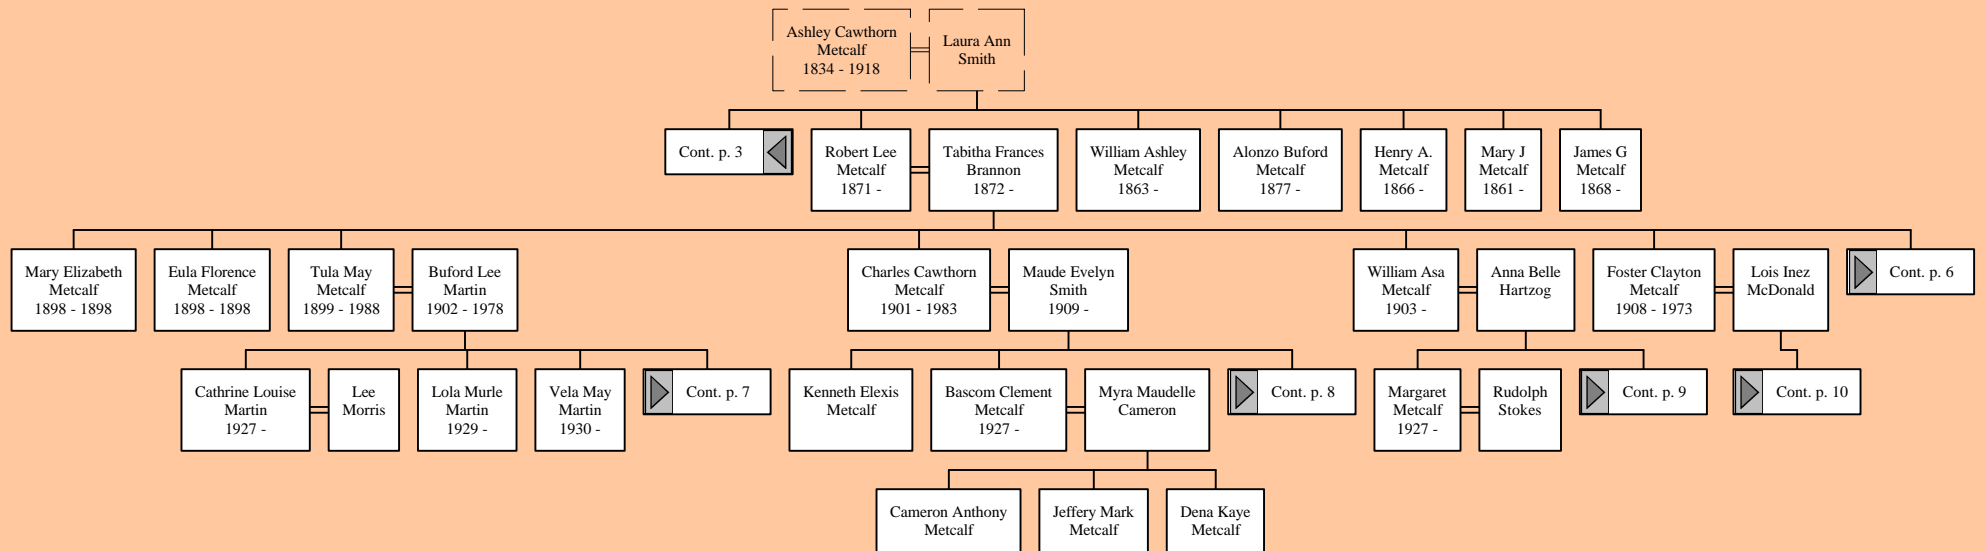 Ashley Cawthorn
Metcalf
1834 - 1918
Laura Ann
Smith
Cont. p. 3
Robert Lee
Metcalf
1871 -
Tabitha Frances
Brannon
1872 -
William Ashley
Metcalf
1863 -
Alonzo Buford
Metcalf
1877 -
Henry A.
Metcalf
1866 -
Mary J
Metcalf
1861 -
James G
Metcalf
1868 -
Mary Elizabeth
Metcalf
1898 - 1898
Eula Florence
Metcalf
1898 - 1898
Tula May
Metcalf
1899 - 1988
Buford Lee
Martin
1902 - 1978
Charles Cawthorn
Metcalf
1901 - 1983
Maude Evelyn
Smith
1909 -
William Asa
Metcalf
1903 -
Anna Belle
Hartzog
Foster Clayton
Metcalf
1908 - 1973
Lois Inez
McDonald
Cont. p. 6
Cathrine Louise
Martin
1927 -
Lee
Morris
Lola Murle
Martin
1929 -
Vela May
Martin
1930 -
Cont. p. 7
Kenneth Elexis
Metcalf
Bascom Clement
Metcalf
1927 -
Myra Maudelle
Cameron
Cont. p. 8
Margaret
Metcalf
1927 -
Rudolph
Stokes
Cont. p. 9
Cont. p. 10
Cameron Anthony
Metcalf
Jeffery Mark
Metcalf
Dena Kaye
Metcalf